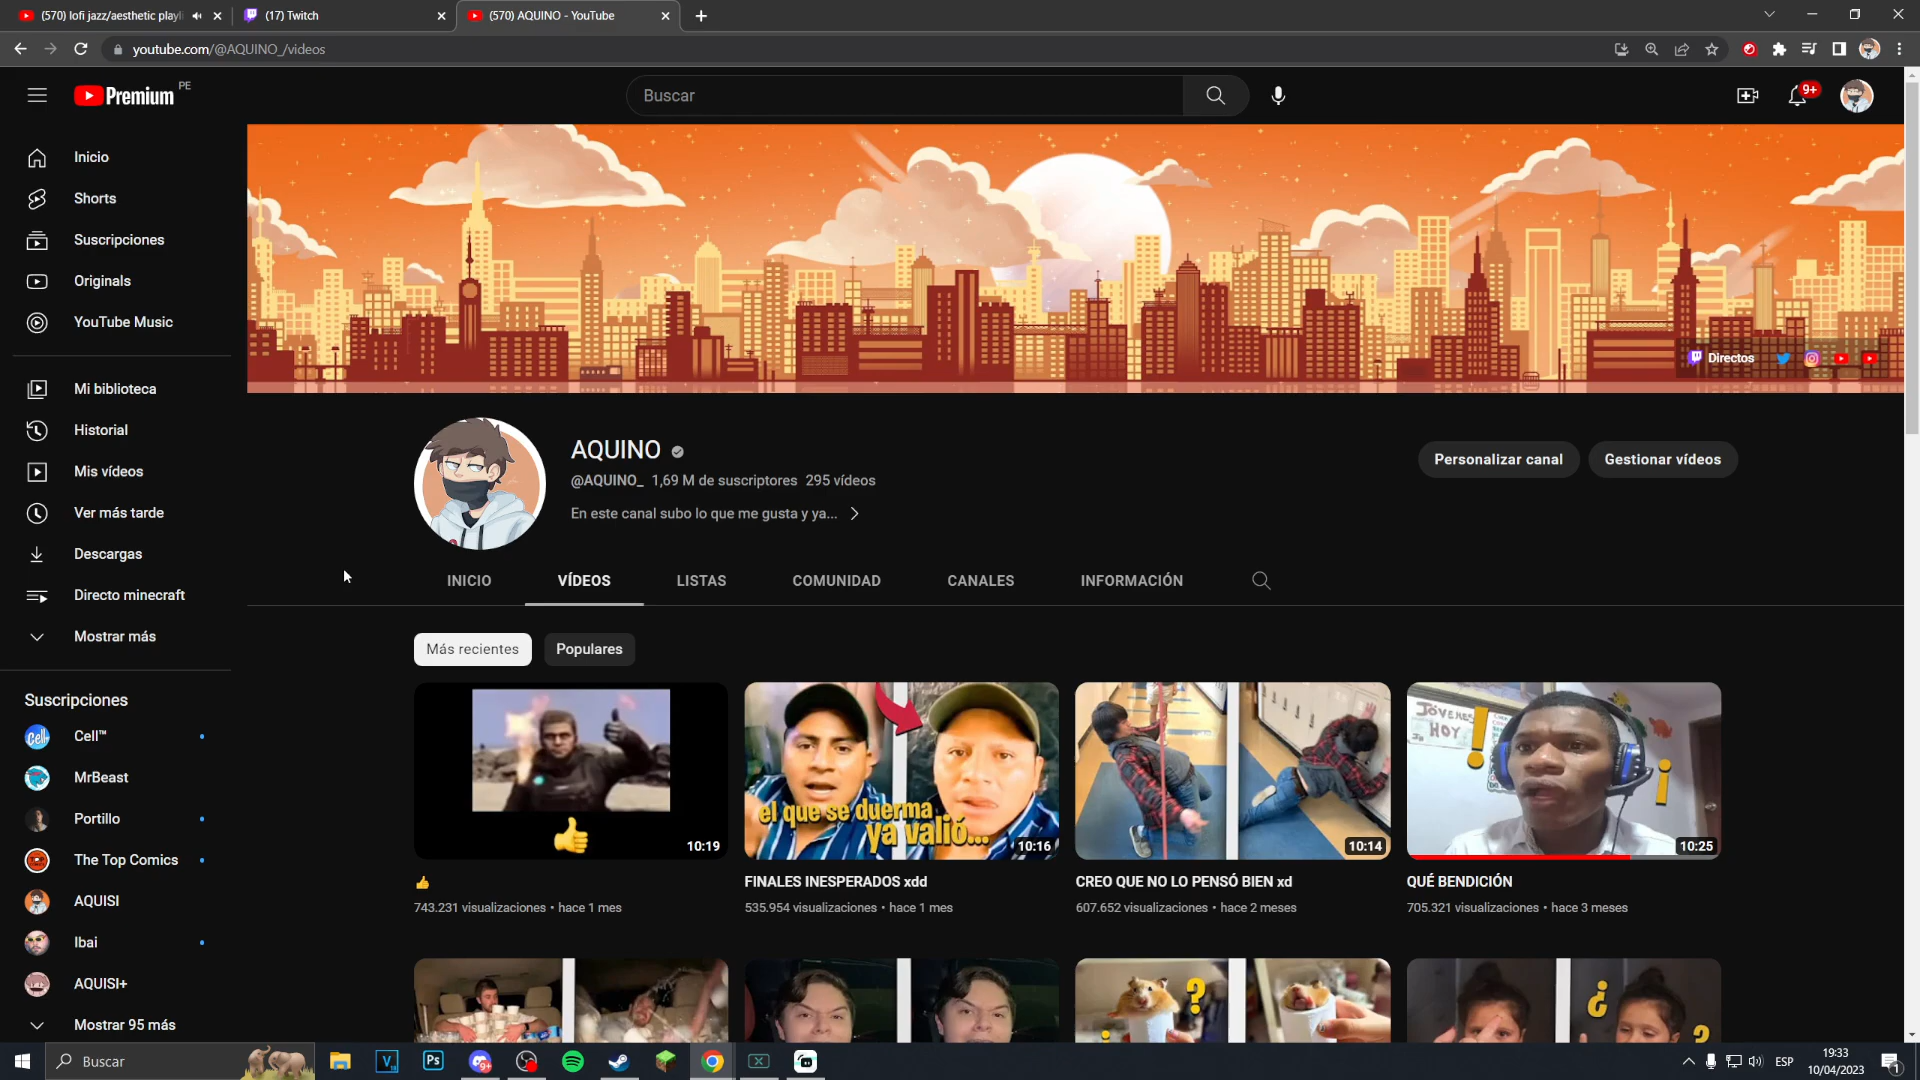 (570) lofi jazz/aesthetic playli
(17) Twitch
(570) AQUINO - YouTube
youtube.com/@AQUINO_/videos
Premium PE
Buscar
9+
Inicio
Shorts
Suscripciones
Originals
YouTube Music
Mi biblioteca
Historial
Mis vídeos
Ver más tarde
Descargas
Directo minecraft
Mostrar más
Suscripciones
Cell™
MrBeast
Portillo
The Top Comics
AQUISI
Ibai
AQUISI+
Mostrar 95 más
Directos
AQUINO
@AQUINO_ 1,69 M de suscriptores 295 vídeos
En este canal subo lo que me gusta y ya...
Personalizar canal
Gestionar vídeos
INICIO
VÍDEOS
LISTAS
COMUNIDAD
CANALES
INFORMACIÓN
Más recientes
Populares
10:19
el que se duerma
ya valió...
10:16
10:14
JÓVENES
HOY
10:25
👍
743.231 visualizaciones • hace 1 mes
FINALES INESPERADOS xdd
535.954 visualizaciones • hace 1 mes
CREO QUE NO LO PENSÓ BIEN xd
607.652 visualizaciones • hace 2 meses
QUÉ BENDICIÓN
705.321 visualizaciones • hace 3 meses
?
¿
?
Buscar
Ps
ESP
19:33
10/04/2023
1